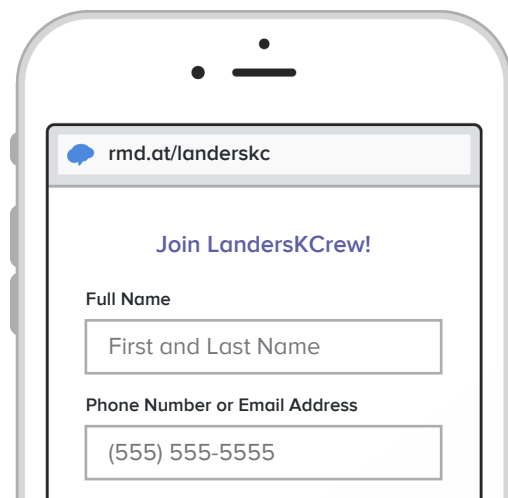 rmd.at/landerskc
Join LandersKCrew!
Full Name
First and Last Name
Phone Number or Email Address
(555) 555-5555